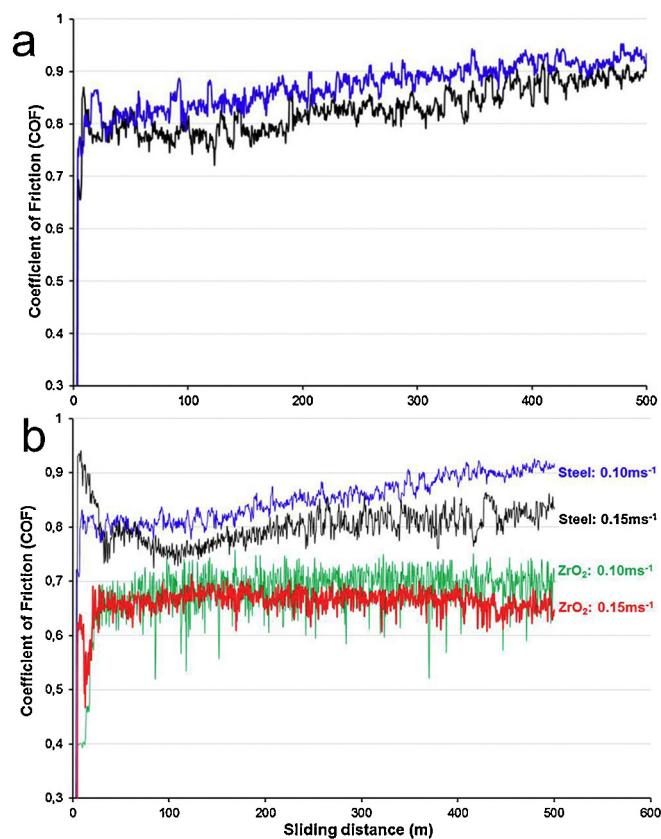 a
1
0.9
0.8
0.7
0.6
0.5
0.4
0.3
Coefficient of Friction (COF)
0 100 200 300 400 500
b
1
0,9
0,8
0,7
0,6
0,5
0,4
0,3
Coefficient of Friction (COF)
Steel: 0.10ms⁻¹
Steel: 0.15ms⁻¹
ZrO₂: 0.10ms⁻¹
ZrO₂: 0.15ms⁻¹
0 100 200 300 400 500 600
Sliding distance (m)